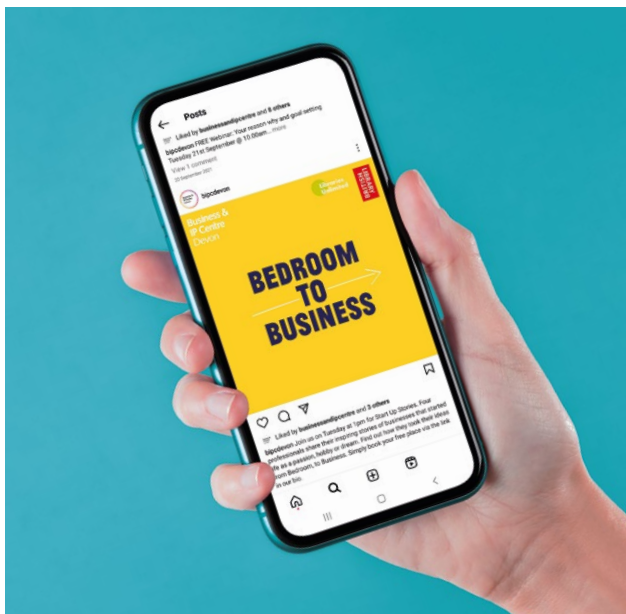 Posts
Liked by businessandipcentre and 8 others
bipcdevon FREE Webinar: Your reason why and goal setting
Tuesday 21st September @ 10.00am... more
View 1 comment
20 September 2021
bipcdevon
Business &
IP Centre
Devon
Libraries
Unlimited
LIBRARY
BRITISH
BEDROOM
TO
BUSINESS
Liked by businessandipcentre and 3 others
bipcdevon Join us on Tuesday at 1pm for Start Up Stories. Four
professionals share their inspiring stories of businesses that started
life as a passion, hobby or dream. Find out how they took their ideas
from Bedroom, to Business. Simply book your free place via the link
in our bio.